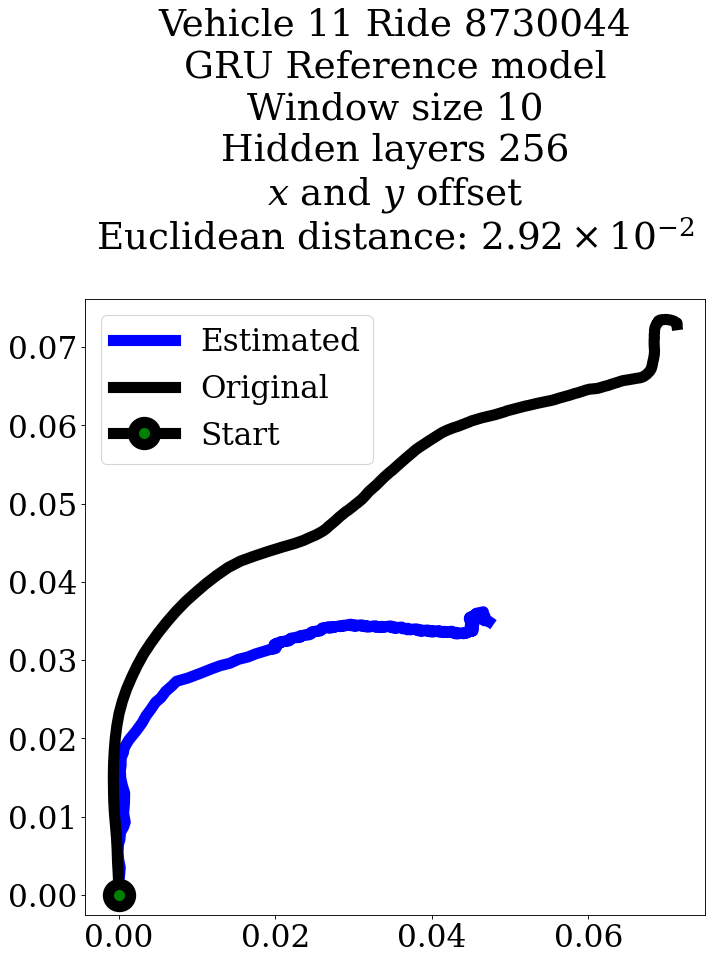 Vehicle 11 Ride 8730044
GRU Reference model
Window size 10
Hidden layers 256
x and y offset
Euclidean distance: 2.92 × 10⁻²
Estimated
Original
Start
0.07
0.06
0.05
0.04
0.03
0.02
0.01
0.00
0.00 0.02 0.04 0.06